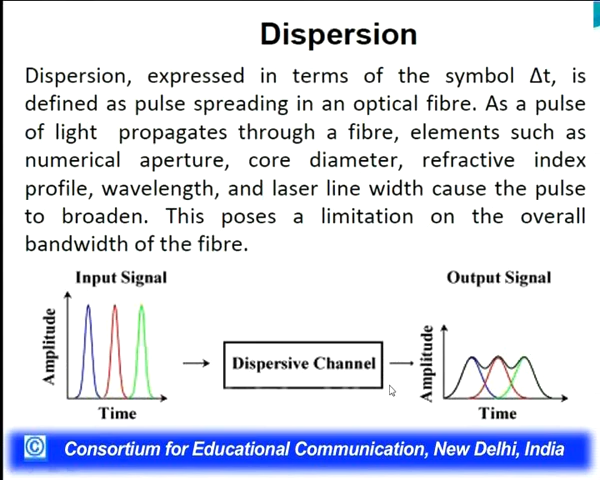 Dispersion
Dispersion, expressed in terms of the symbol Δt, is
defined as pulse spreading in an optical fibre. As a pulse
of light propagates through a fibre, elements such as
numerical aperture, core diameter, refractive index
profile, wavelength, and laser line width cause the pulse
to broaden. This poses a limitation on the overall
bandwidth of the fibre.
Input Signal
Amplitude
Time
Dispersive Channel
Output Signal
Amplitude
Time
© Consortium for Educational Communication, New Delhi, India